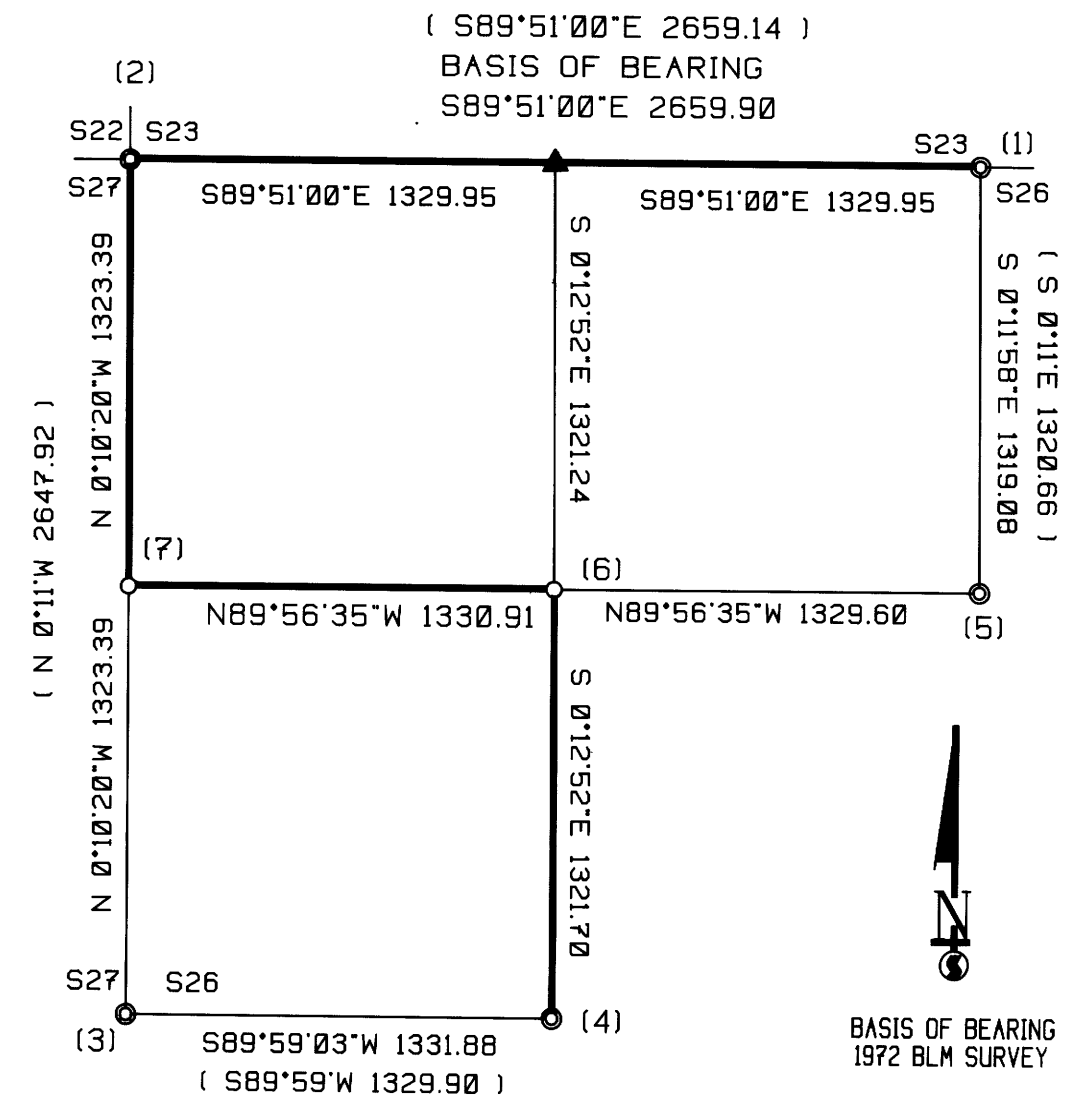 ( S89°51'00"E 2659.14 )
BASIS OF BEARING
S89°51'00"E 2659.90
(2)
S22 S23
S23 (1)
S27
S26
S89°51'00"E 1329.95
S89°51'00"E 1329.95
N 0°10'20"W 1323.39
S 0°12'52"E 1321.24
S 0°11'58"E 1319.08
( S 0°11'E 1320.66 )
( N 0°11'W 2647.92 )
(7)
(6)
N89°56'35"W 1330.91
N89°56'35"W 1329.60
(5)
N 0°10'20"W 1323.39
S 0°12'52"E 1321.70
N
S
S27 S26
(3)
(4)
S89°59'03"W 1331.88
( S89°59'W 1329.90 )
BASIS OF BEARING
1972 BLM SURVEY